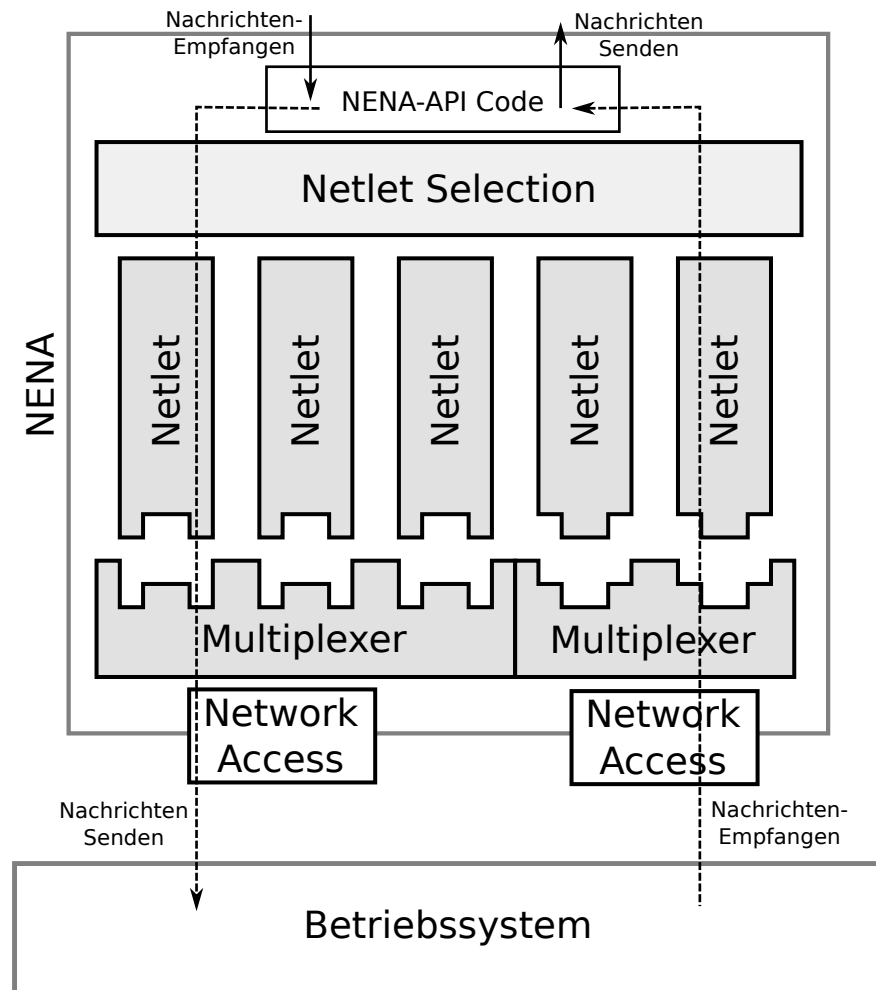 Nachrichten-
Empfangen
Nachrichten
Senden
NENA-API Code
Netlet Selection
NENA
Netlet
Netlet
Netlet
Netlet
Netlet
Multiplexer
Multiplexer
Network
Access
Network
Access
Nachrichten
Senden
Nachrichten-
Empfangen
Betriebssystem